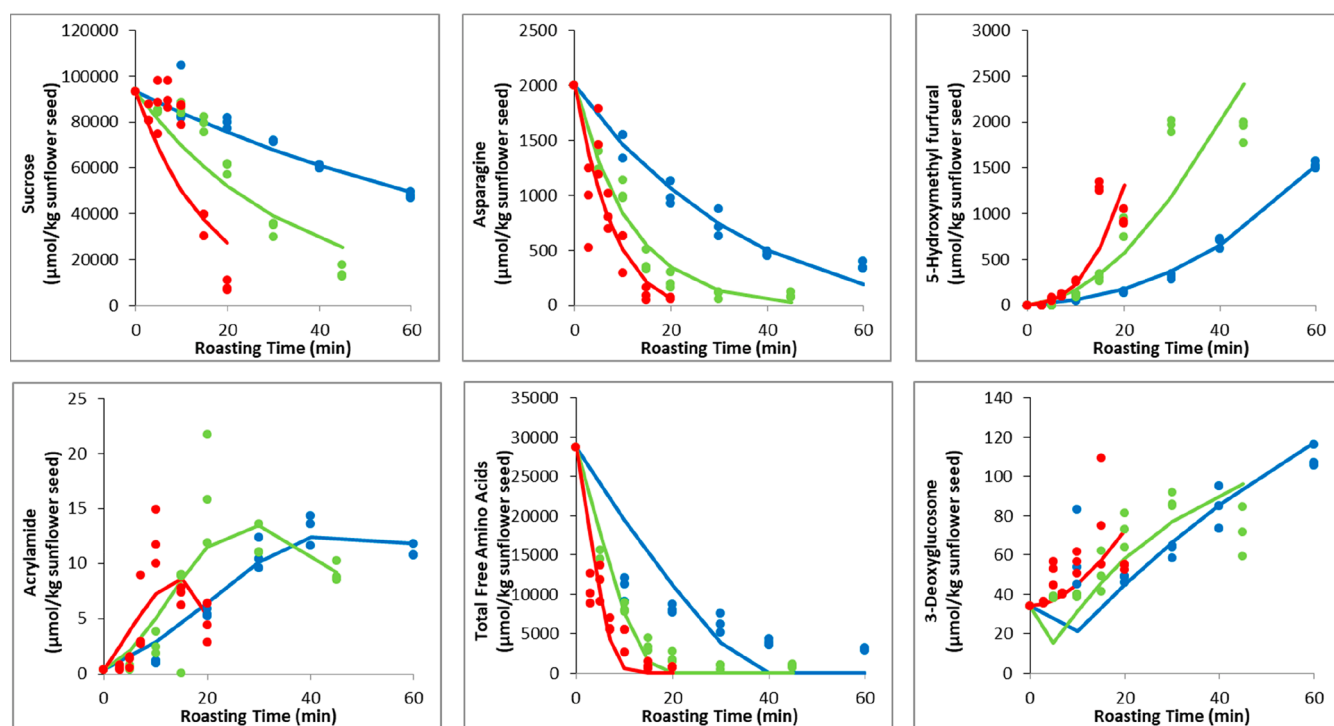 120000
100000
80000
60000
40000
20000
0
0 20 40 60
Roasting Time (min)
Sucrose
(µmol/kg sunflower seed)
2500
2000
1500
1000
500
0
0 20 40 60
Roasting Time (min)
Asparagine
(µmol/kg sunflower seed)
3000
2500
2000
1500
1000
500
0
0 20 40 60
Roasting Time (min)
5-Hydroxymethyl furfural
(µmol/kg sunflower seed)
25
20
15
10
5
0
0 20 40 60
Roasting Time (min)
Acrylamide
(µmol/kg sunflower seed)
35000
30000
25000
20000
15000
10000
5000
0
0 20 40 60
Roasting Time (min)
Total Free Amino Acids
(µmol/kg sunflower seed)
140
120
100
80
60
40
20
0
0 20 40 60
Roasting Time (min)
3-Deoxyglucosone
(µmol/kg sunflower seed)